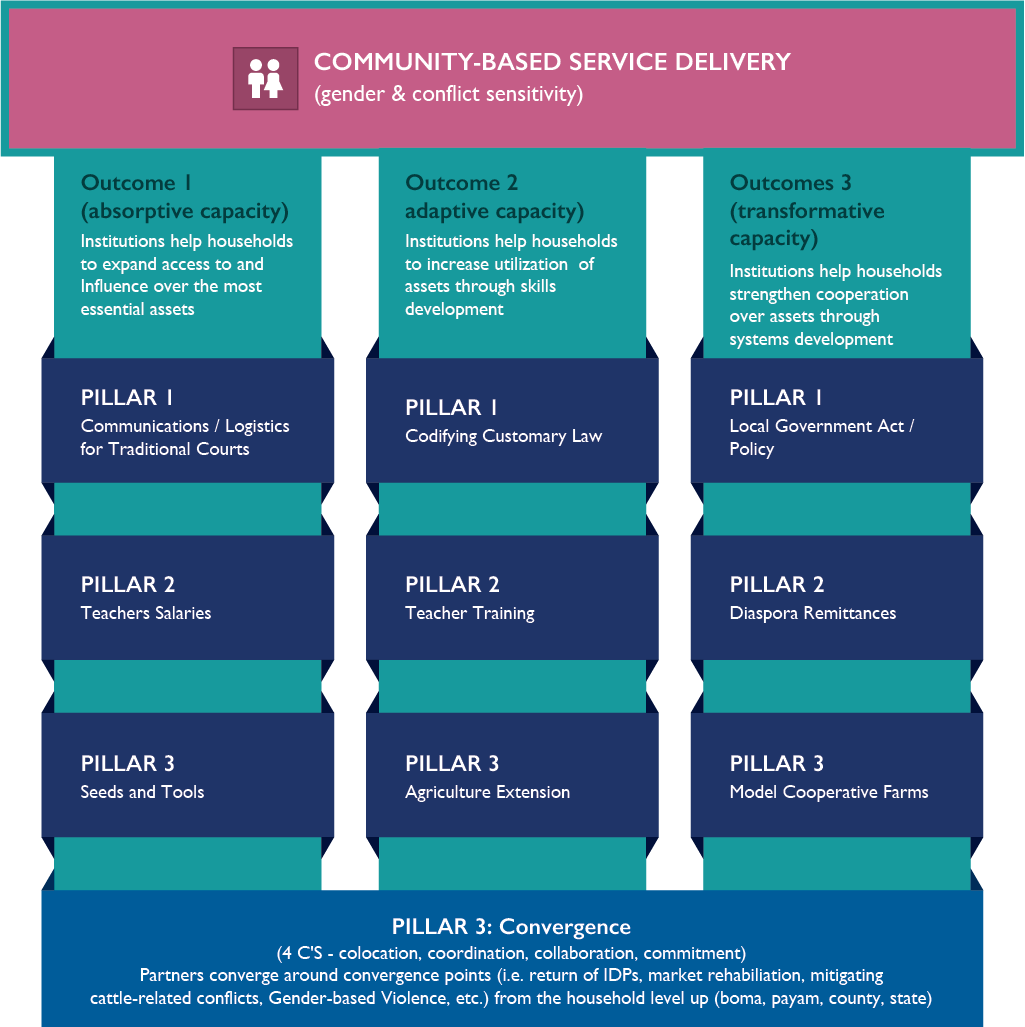 COMMUNITY-BASED SERVICE DELIVERY
(gender & conflict sensitivity)
Outcome 1
(absorptive capacity)
Institutions help households
to expand access to and
Influence over the most
essential assets
Outcome 2
adaptive capacity)
Institutions help households
to increase utilization of
assets through skills
development
Outcomes 3
(transformative
capacity)
Institutions help households
strengthen cooperation
over assets through
systems development
PILLAR 1
Communications / Logistics
for Traditional Courts
PILLAR 1
Codifying Customary Law
PILLAR 1
Local Government Act /
Policy
PILLAR 2
Teachers Salaries
PILLAR 2
Teacher Training
PILLAR 2
Diaspora Remittances
PILLAR 3
Seeds and Tools
PILLAR 3
Agriculture Extension
PILLAR 3
Model Cooperative Farms
PILLAR 3: Convergence
(4 C'S - colocation, coordination, collaboration, commitment)
Partners converge around convergence points (i.e. return of IDPs, market rehabiliation, mitigating
cattle-related conflicts, Gender-based Violence, etc.) from the household level up (boma, payam, county, state)